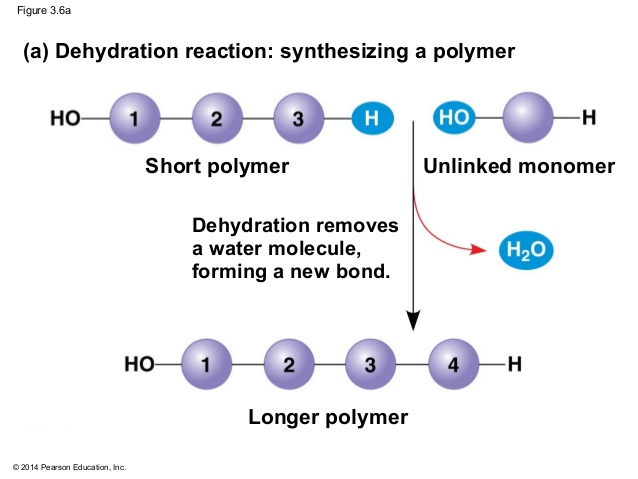 Figure 3.6a
(a) Dehydration reaction: synthesizing a polymer
HO 1 2 3 H HO H
Short polymer Unlinked monomer
Dehydration removes
a water molecule,
forming a new bond.
H₂O
HO 1 2 3 4 H
Longer polymer
© 2014 Pearson Education, Inc.